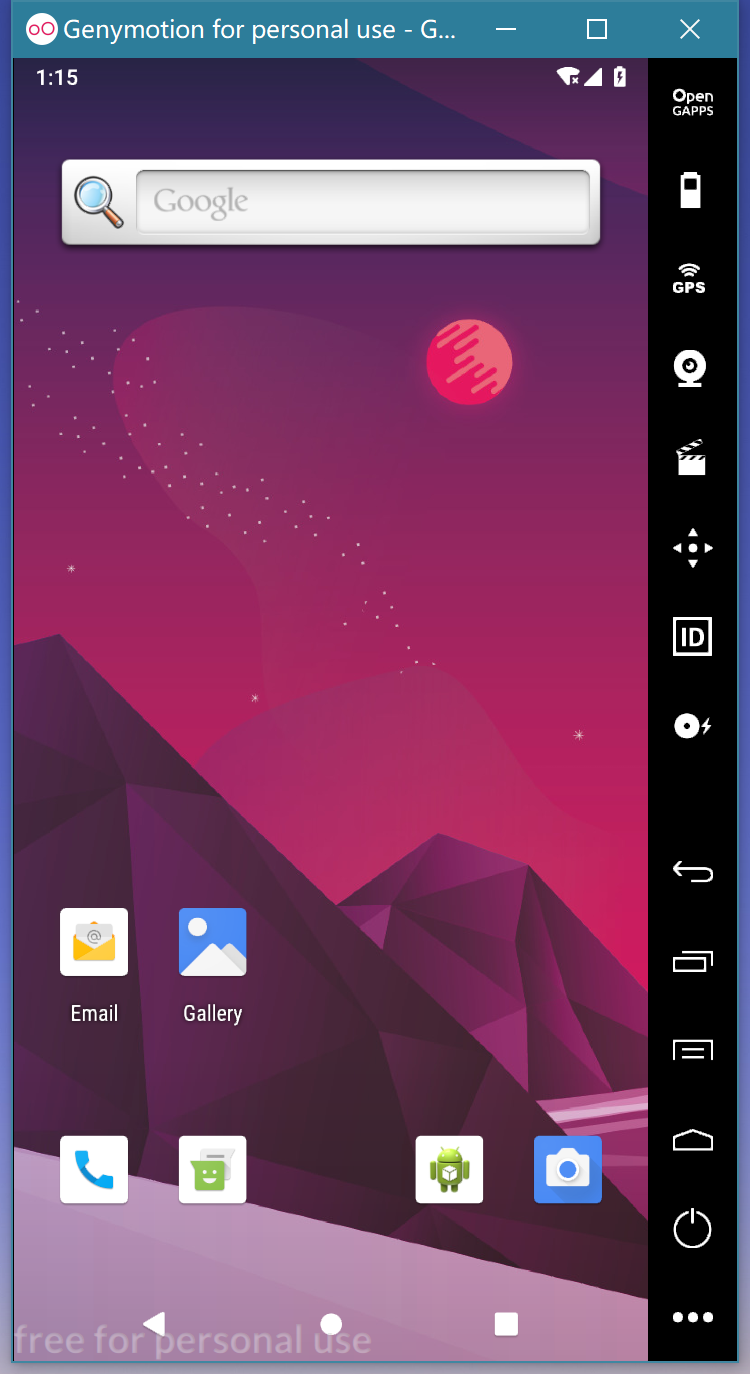 Genymotion for personal use - G...
1:15
Open
GAPPS
Google
GPS
ID
@
Email
Gallery
free for personal use